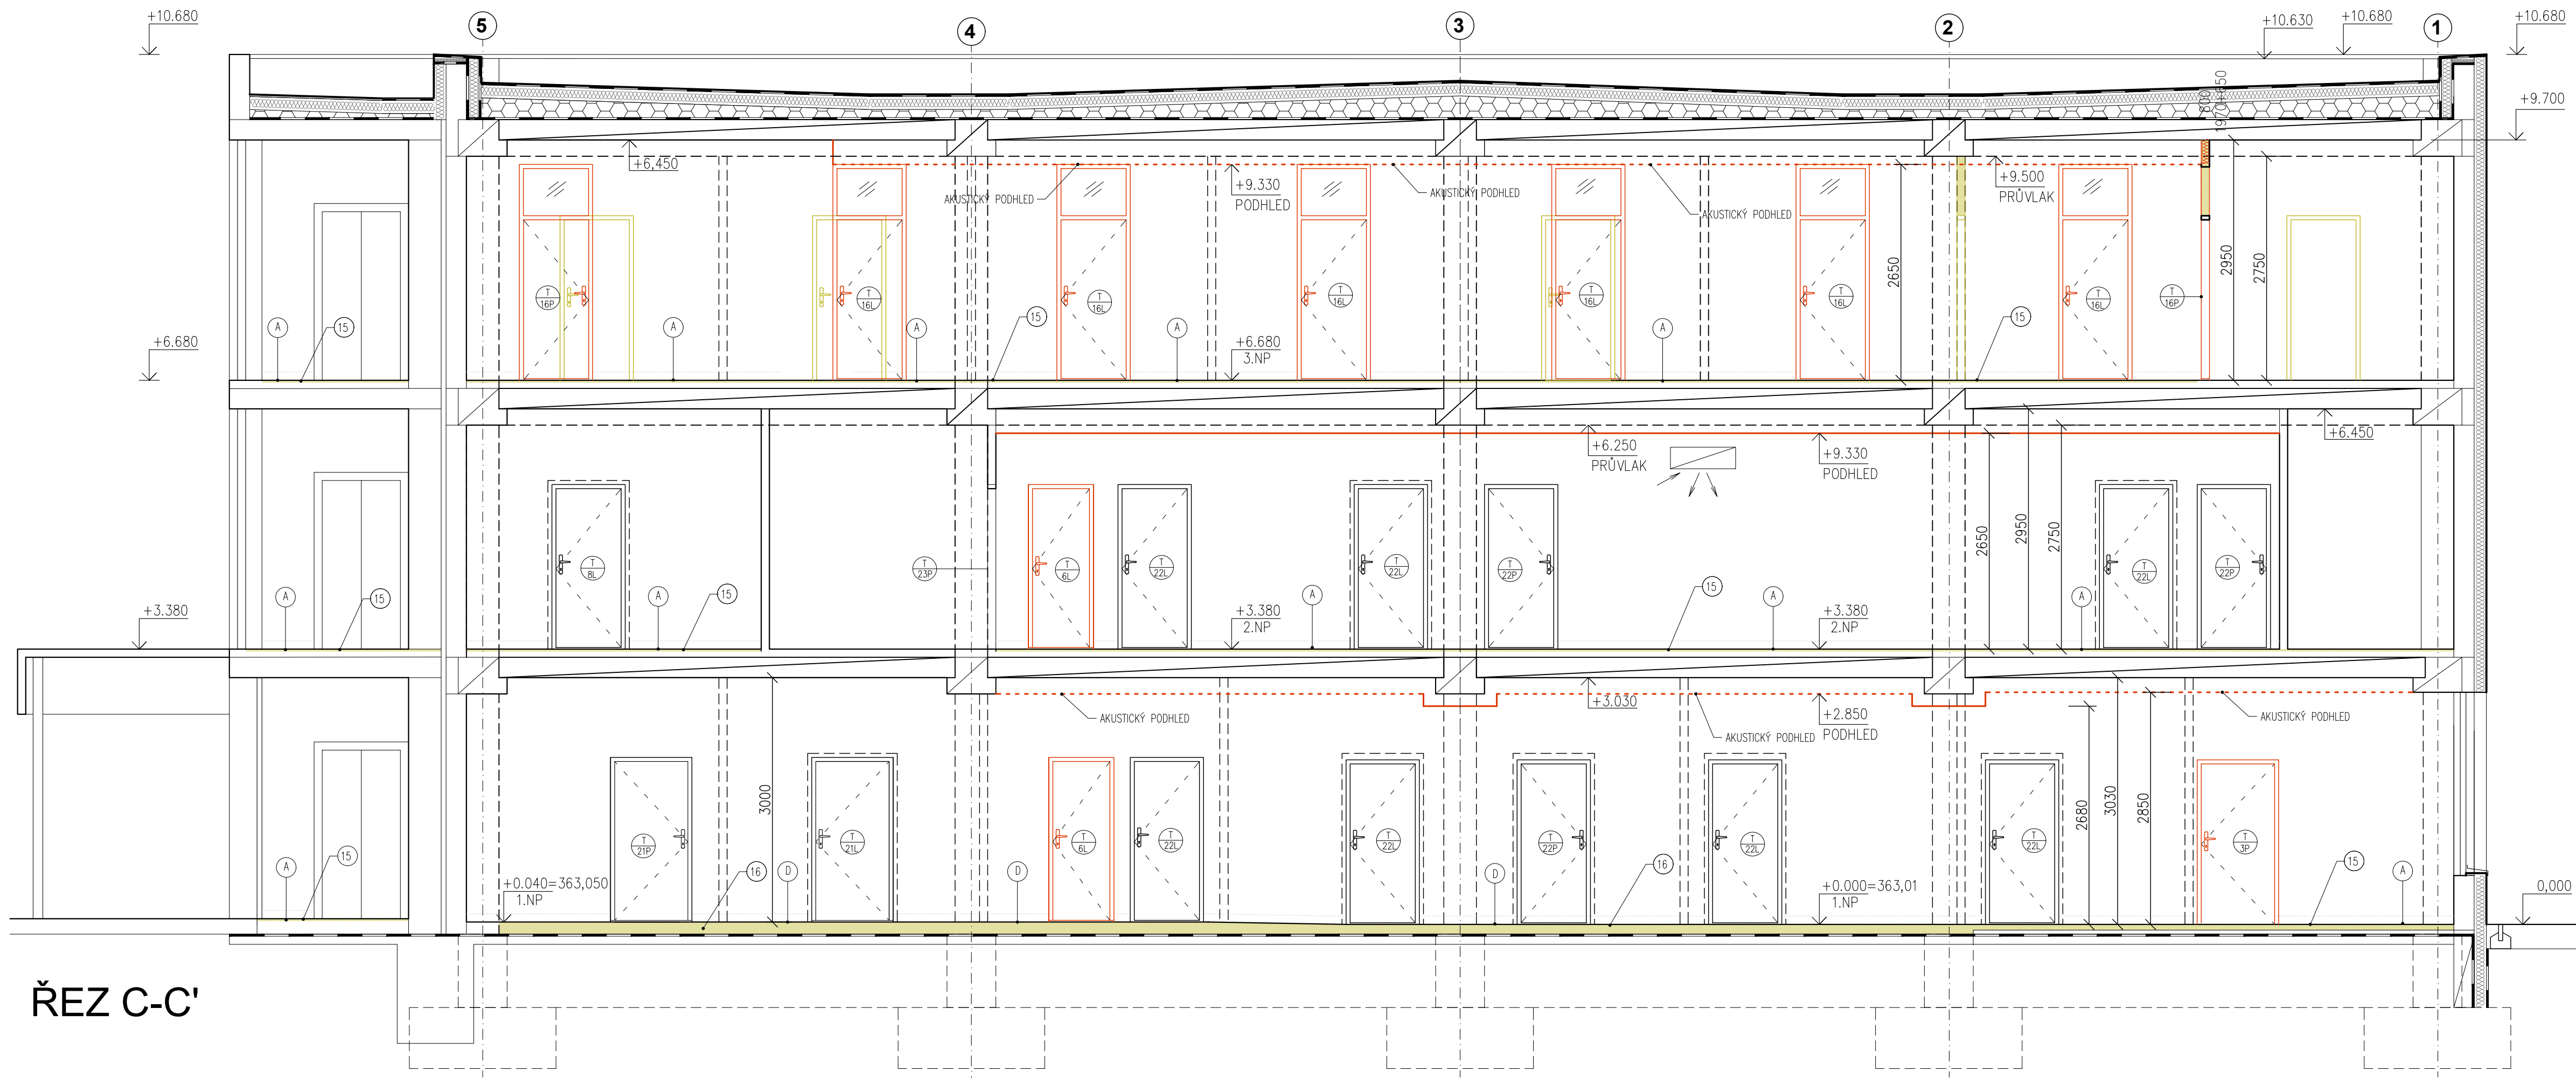 +10.680
5
4
3
2
+10.630
+10.680
1
+10.680
800
1970+650
+9.700
+6,450
AKUSTICKÝ PODHLED
+9.330
PODHLED
AKUSTICKÝ PODHLED
AKUSTICKÝ PODHLED
+9.500
PRŮVLAK
2650
2950
2750
T
16P
T
16L
T
16L
T
16L
T
16L
T
16L
T
16L
T
16P
A
15
A
A
15
A
A
15
+6.680
+6.680
3.NP
+6.250
PRŮVLAK
+9.330
PODHLED
+6.450
2650
2950
2750
T
8L
T
23P
T
6L
T
22L
T
22L
T
22P
T
22L
T
22P
A
15
A
15
A
15
A
A
+3.380
+3.380
2.NP
+3.380
2.NP
AKUSTICKÝ PODHLED
+3.030
AKUSTICKÝ PODHLED
+2.850
PODHLED
AKUSTICKÝ PODHLED
3000
2680
3030
2850
T
21P
T
21L
T
6L
T
22L
T
22L
T
22P
T
22L
T
22L
T
3P
A
15
16
D
D
D
16
15
A
+0.040=363,050
1.NP
+0.000=363,01
1.NP
0,000
ŘEZ C-C'